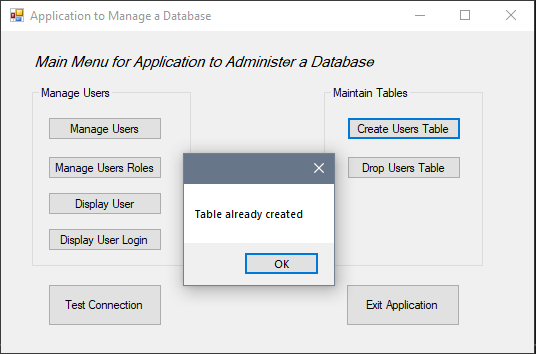 Application to Manage a Database
Main Menu for Application to Administer a Database
Manage Users
Manage Users
Manage Users Roles
Display User
Display User Login
Maintain Tables
Create Users Table
Drop Users Table
Table already created
OK
Test Connection
Exit Application